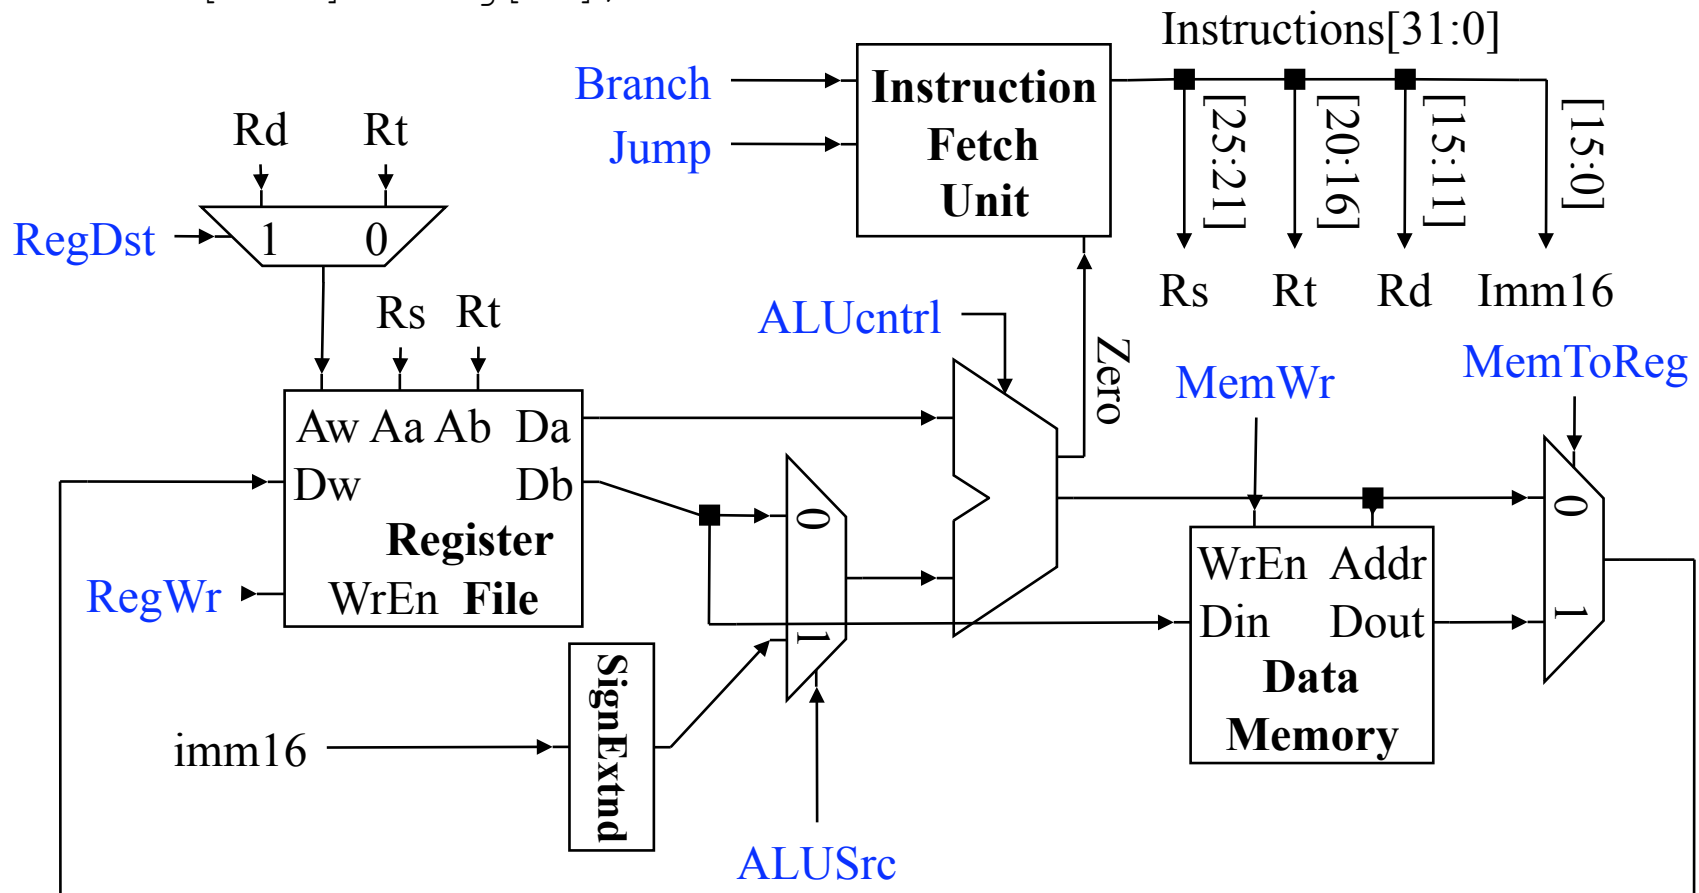 Instructions[31:0]
Branch
Jump
Instruction
Fetch
Unit
[25:21]
[20:16]
[15:11]
[15:0]
Rs
Rt
Rd
Imm16
Rd
Rt
RegDst
1
0
Rs
Rt
ALUcntrl
Zero
MemWr
MemToReg
Aw Aa Ab Da
Dw
Db
Register
WrEn File
RegWr
0
1
WrEn Addr
Din
Dout
Data
Memory
0
1
SignExtnd
imm16
ALUSrc